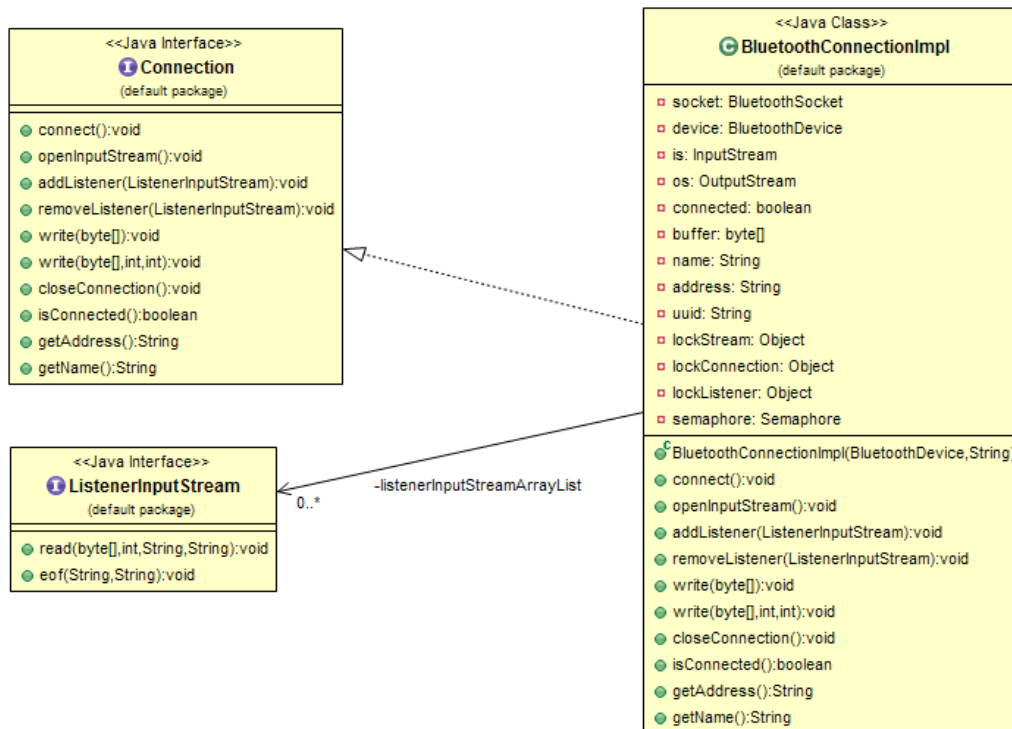 <<Java Interface>>
Connection
(default package)
connect():void
openInputStream():void
addListener(ListenerInputStream):void
removeListener(ListenerInputStream):void
write(byte[]):void
write(byte[],int,int):void
closeConnection():void
isConnected():boolean
getAddress():String
getName():String
<<Java Interface>>
ListenerInputStream
(default package)
read(byte[],int,String,String):void
eof(String,String):void
0..*
-listenerInputStreamArrayList
<<Java Class>>
BluetoothConnectionImpl
(default package)
socket: BluetoothSocket
device: BluetoothDevice
is: InputStream
os: OutputStream
connected: boolean
buffer: byte[]
name: String
address: String
uuid: String
lockStream: Object
lockConnection: Object
lockListener: Object
semaphore: Semaphore
BluetoothConnectionImpl(BluetoothDevice,String)
connect():void
openInputStream():void
addListener(ListenerInputStream):void
removeListener(ListenerInputStream):void
write(byte[]):void
write(byte[],int,int):void
closeConnection():void
isConnected():boolean
getAddress():String
getName():String